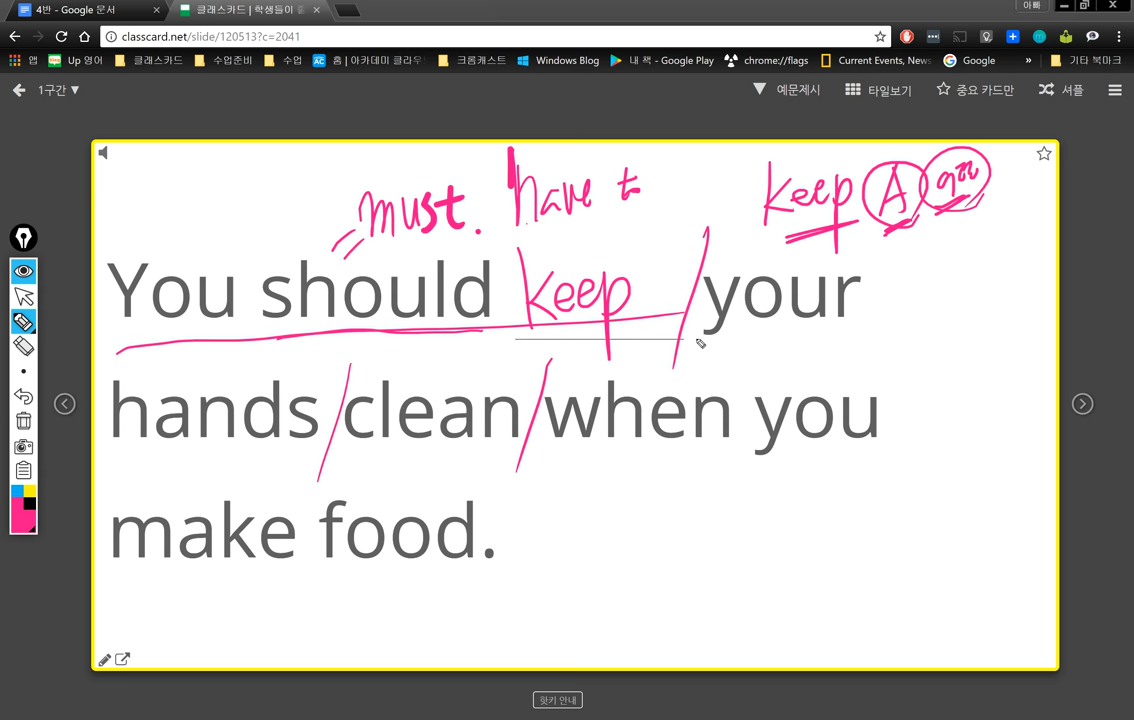 4반 - Google 문서
클래스카드 | 학생들이 줄
아빠
classcard.net/slide/120513?c=2041
앱 Up 영어 클래스카드 수업준비 수업 홈 | 아카데미 클라우 크롬캐스트 Windows Blog 내 책 - Google Play chrome://flags Current Events, News Google » 기타 북마크
1구간 ▼ 예문제시 타일보기 중요 카드만 셔플
must. have to keep A
You should keep / your
hands / clean / when you
make food.
핫키 안내